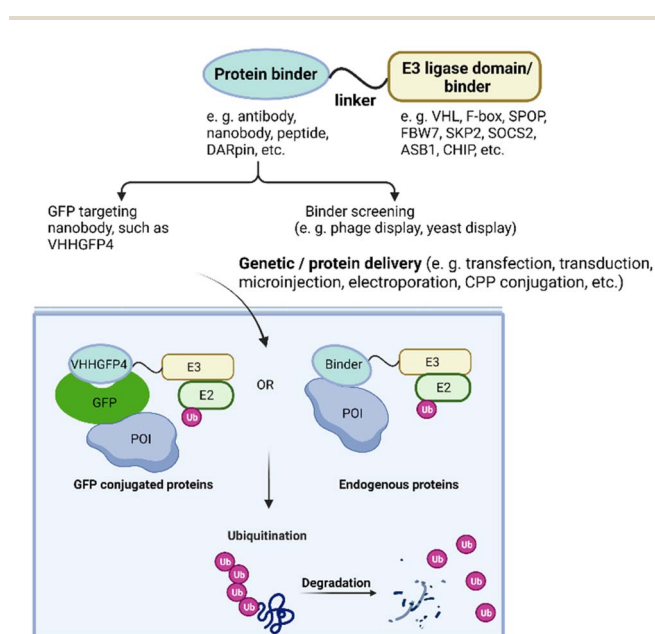 Protein binder
linker
E3 ligase domain/
binder
e. g. antibody,
nanobody, peptide,
DARpin, etc.
e. g. VHL, F-box, SPOP,
FBW7, SKP2, SOCS2,
ASB1, CHIP, etc.
GFP targeting
nanobody, such as
VHHGFP4
Binder screening
(e. g. phage display, yeast display)
Genetic / protein delivery (e. g. transfection, transduction,
microinjection, electroporation, CPP conjugation, etc.)
VHHGFP4
E3
E2
Ub
GFP
POI
GFP conjugated proteins
OR
Binder
E3
E2
Ub
POI
Endogenous proteins
Ubiquitination
Ub
Ub
Ub
Ub
Degradation
Ub
Ub
Ub
Ub